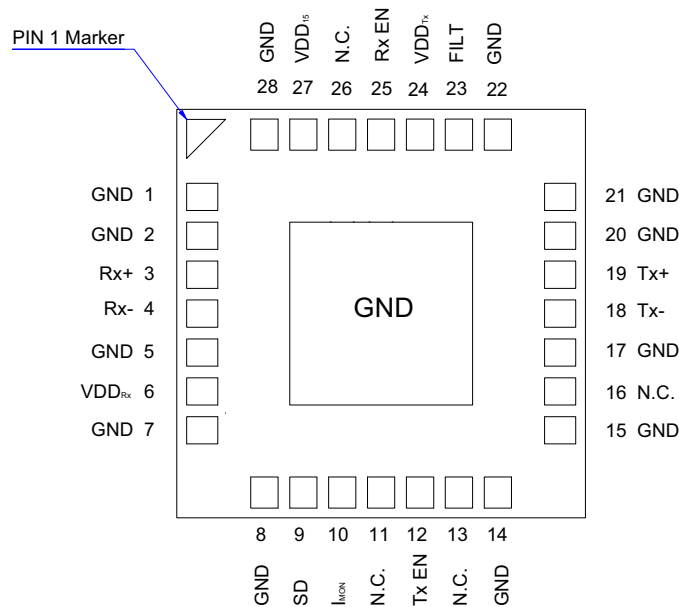 PIN 1 Marker
GND
VDD15
N.C.
Rx EN
VDDTx
FILT
GND
28 27 26 25 24 23 22
GND 1
GND 2
Rx+ 3
Rx- 4
GND 5
VDDRx 6
GND 7
GND
21 GND
20 GND
19 Tx+
18 Tx-
17 GND
16 N.C.
15 GND
8 9 10 11 12 13 14
GND
SD
IMON
N.C.
Tx EN
N.C.
GND